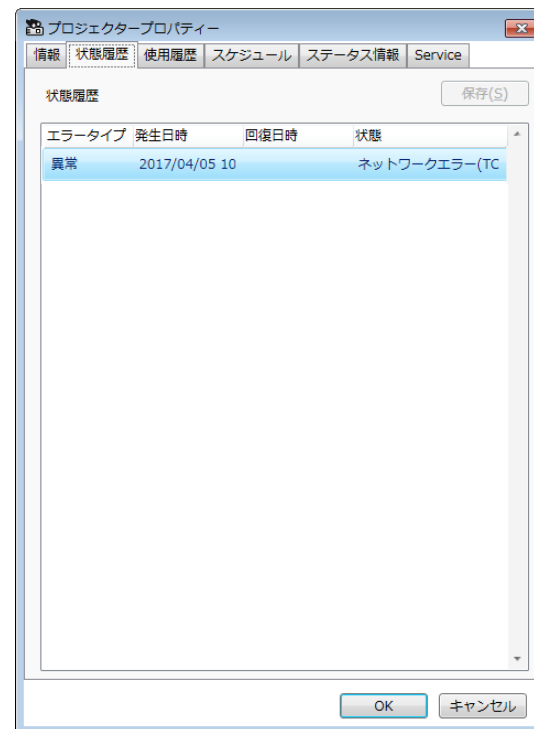 プロジェクタープロパティー
情報 状態履歴 使用履歴 スケジュール ステータス情報 Service
状態履歴 保存(S)
エラータイプ 発生日時 回復日時 状態
異常 2017/04/05 10 ネットワークエラー(TC
OK キャンセル